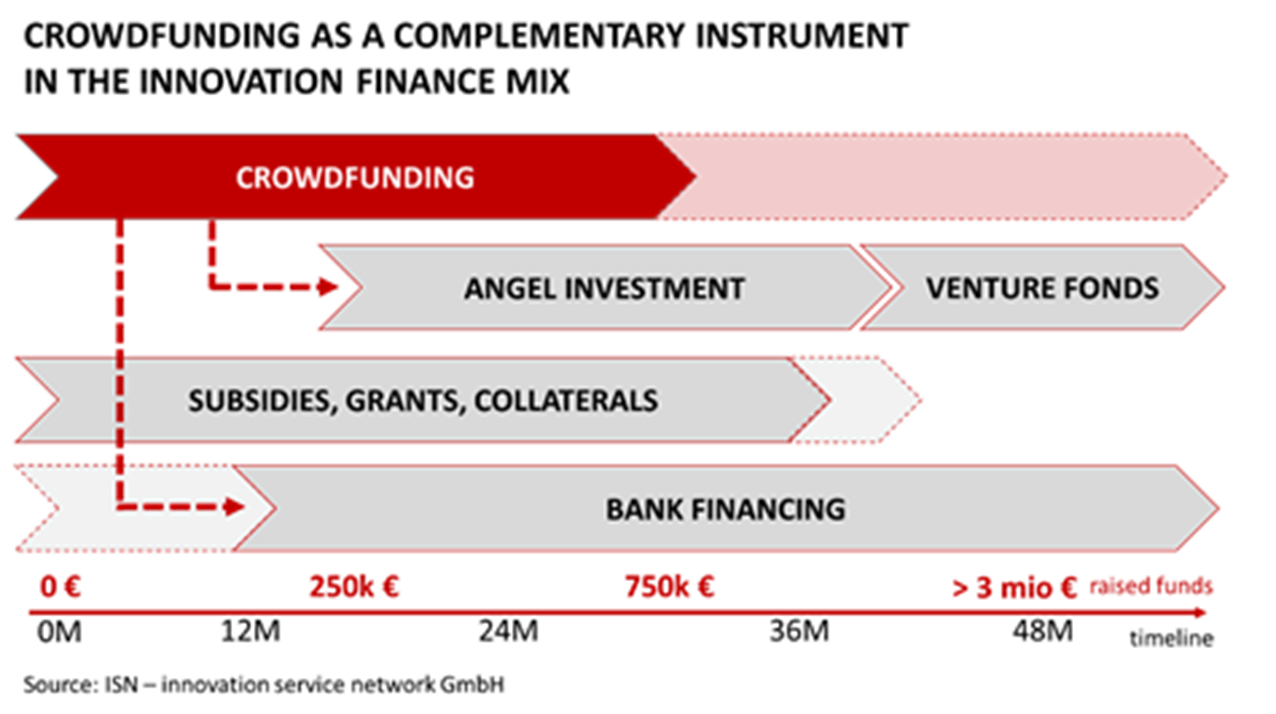 CROWDFUNDING AS A COMPLEMENTARY INSTRUMENT
IN THE INNOVATION FINANCE MIX
CROWDFUNDING
ANGEL INVESTMENT
VENTURE FONDS
SUBSIDIES, GRANTS, COLLATERALS
BANK FINANCING
0 € 250k € 750k € > 3 mio € raised funds
0M 12M 24M 36M 48M timeline
Source: ISN – innovation service network GmbH